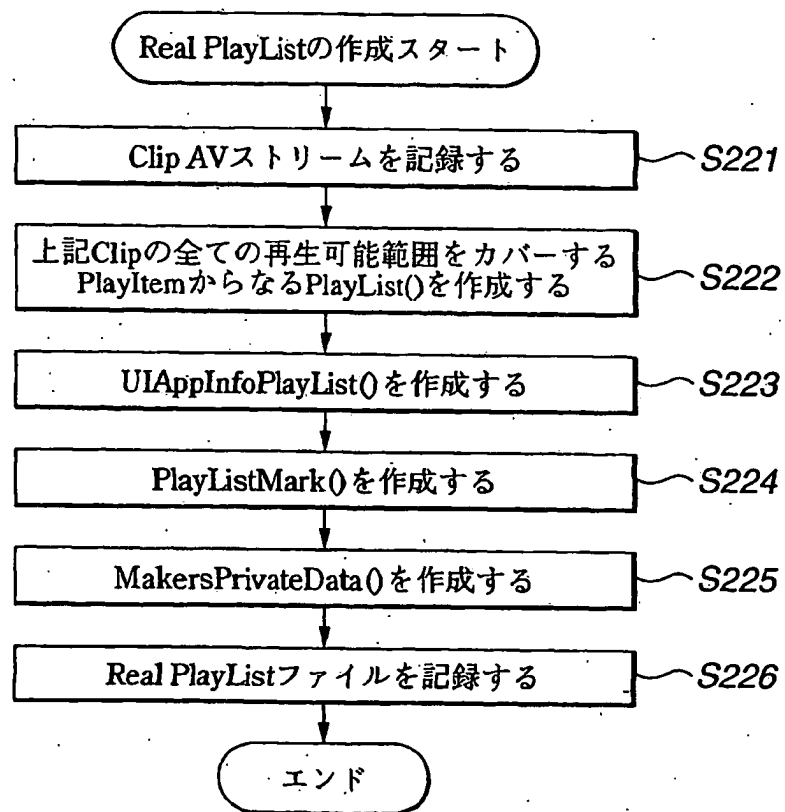 Real PlayListの作成スタート
Clip AVストリームを記録する
S221
上記Clipの全ての再生可能範囲をカバーする
PlayItemからなるPlayList()を作成する
S222
UIAppInfoPlayList()を作成する
S223
PlayListMark()を作成する
S224
MakersPrivateData()を作成する
S225
Real PlayListファイルを記録する
S226
エンド